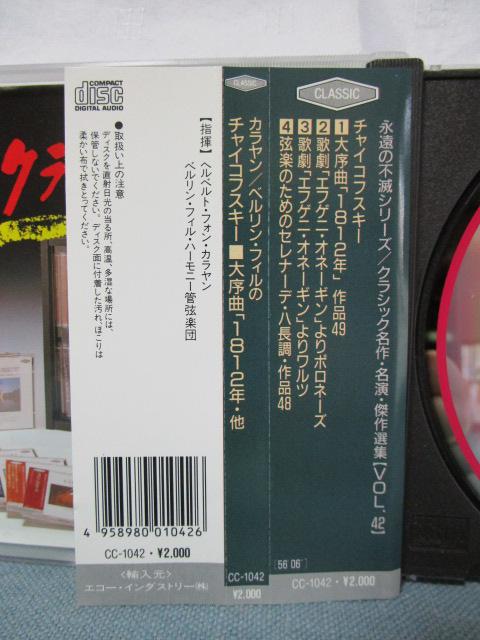 CLASSIC
永遠の不滅シリーズ/クラシック名作・名演・傑作選集【VOL.42】
チャイコフスキー
1 大序曲「1812年」作品49
2 歌劇「エフゲニ・オネーギン」よりポロネーズ
3 歌劇「エフゲニ・オネーギン」よりワルツ
4 弦楽のためのセレナーデ・ハ長調・作品48
[56'06"]
CC-1042・¥2,000
CLASSIC
カラヤン/ベルリン・フィルの
チャイコフスキー■大序曲「1812年・他
CC-1042
¥2,000
COMPACT
disc
DIGITAL AUDIO
【指揮】ヘルベルト・フォン・カラヤン
ベルリン・フィル・ハーモニー管弦楽団
●取扱い上の注意
ディスクを直射日光の当る所、高温、多湿な場所には、
保管しないでください。ディスク面に付着した汚れ、ほこりは
柔かい布で拭きとってください。
4 958980 010426
CC-1042・¥2,000
〈輸入元〉
エコー・インダストリー(株)
クラ